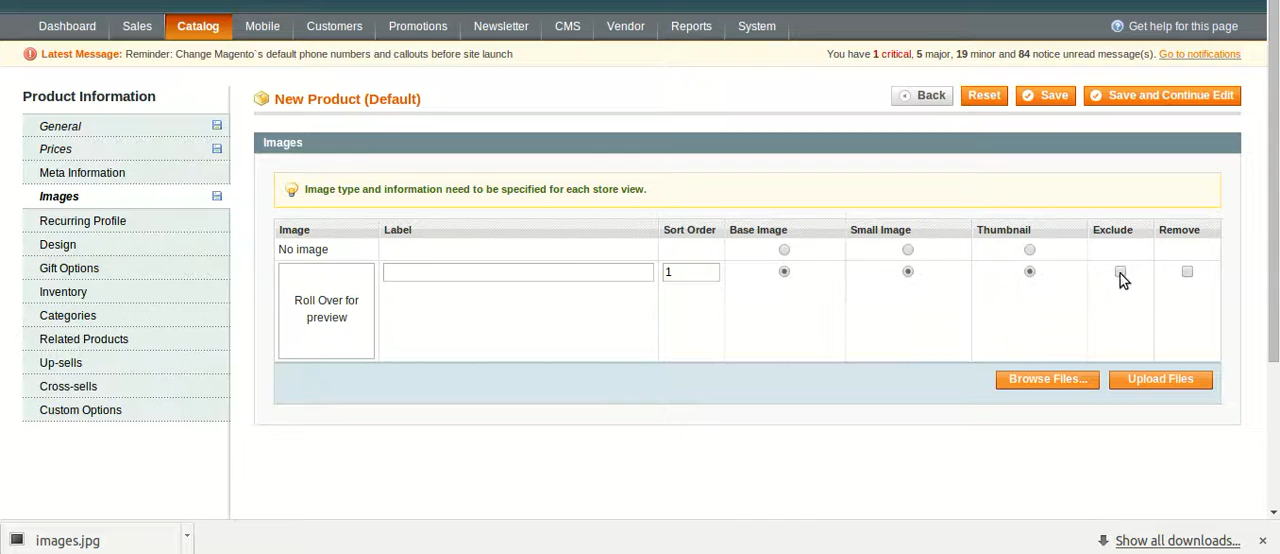 Dashboard Sales Catalog Mobile Customers Promotions Newsletter CMS Vendor Reports System Get help for this page
Latest Message: Reminder: Change Magento`s default phone numbers and callouts before site launch You have 1 critical, 5 major, 19 minor and 84 notice unread message(s). Go to notifications
Product Information
General
Prices
Meta Information
Images
Recurring Profile
Design
Gift Options
Inventory
Categories
Related Products
Up-sells
Cross-sells
Custom Options
New Product (Default) Back Reset Save Save and Continue Edit
Images
Image type and information need to be specified for each store view.
Image Label Sort Order Base Image Small Image Thumbnail Exclude Remove
No image
Roll Over for
preview
1
Browse Files... Upload Files
images.jpg Show all downloads...